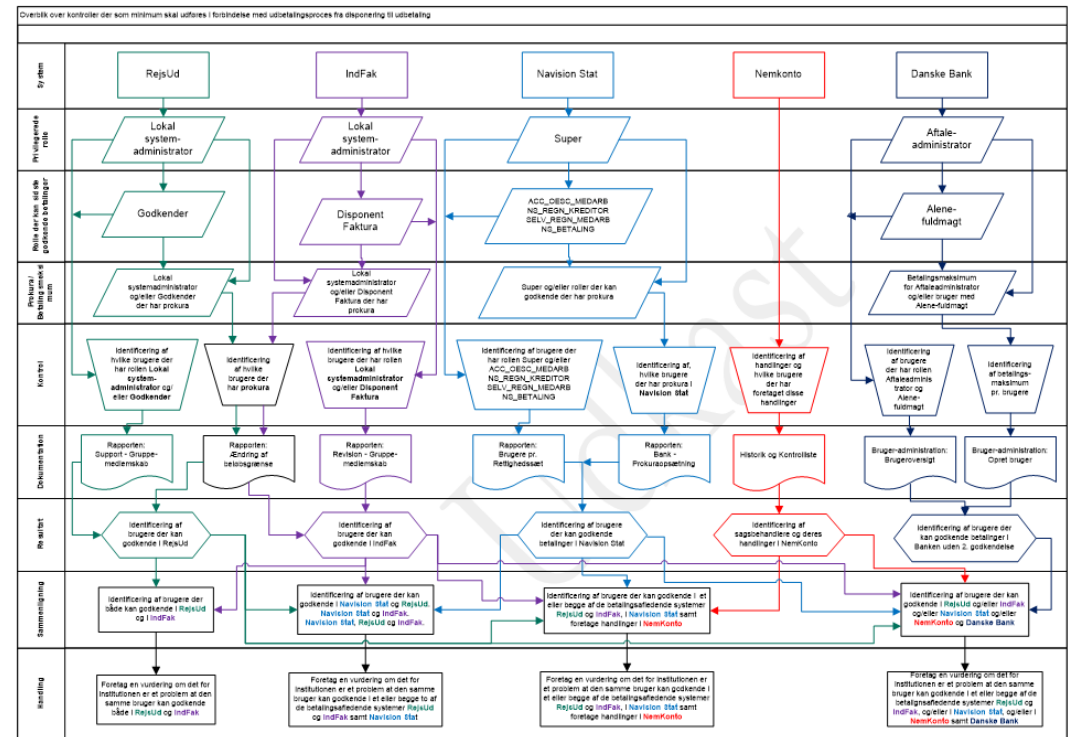 Overblik over kontroller der som minimum skal udføres i forbindelse med udbetalingsproces fra disponering til udbetaling
System
RejsUd
IndFak
Navision Stat
Nemkonto
Danske Bank
Privilegerede
rolle
Lokal
system-
administrator
Lokal
system-
administrator
Super
Aftale-
administrator
Rolle der kan sidste
godkende betalinger
Godkender
Disponent
Faktura
ACC_OESC_MEDARB
NS_REGN_KREDITOR
SELV_REGN_MEDARB
NS_BETALING
Alene-
fuldmagt
Prokura/
Betalingsmaksi
mum
Lokal
systemadministrator
og/eller Godkender
der har prokura
Lokal
systemadministrator
og/eller Disponent
Faktura der har
prokura
Super og/eller roller der kan
godkende der har prokura
Betalingsmaksimum
for Aftaleadministrator
og/eller bruger med
Alene-fuldmagt
Kontrol
Identificering af
hvilke brugere der
har rollen Lokal
system-
administrator og/
eller Godkender
Identificering
af hvilke
brugere der
har prokura
Identificering af hvilke
brugere der har rollen
Lokal
systemadministrator
og/eller Disponent
Faktura
Identificering af brugere der
har rollen Super og/eller
ACC_OESC_MEDARB
NS_REGN_KREDITOR
SELV_REGN_MEDARB
NS_BETALING
Identificering af,
hvilke brugere
der har prokura i
Navision Stat
Identificering af
handlinger og
hvilke brugere
der har
foretaget disse
handlinger
Identificering
af brugere
der har rollen
Aftaleadminis
trator og
Alene-
fuldmagt
Identificering
af betalings-
maksimum
pr. brugere
Dokumentation
Rapporten:
Support - Gruppe-
medlemskab
Rapporten:
Ændring af
beløbsgrænse
Rapporten:
Revision - Gruppe-
medlemskab
Rapporten:
Brugere pr.
Rettighedssæt
Rapporten:
Bank -
Prokuraopsætning
Historik og Kontrolliste
Bruger-administration:
Brugeroversigt
Bruger-administration:
Opret bruger
Resultat
Identificering af
brugere der kan
godkende i RejsUd
Identificering af
brugere der kan
godkende i IndFak
Identificering af brugere
der kan godkende
betalinger i Navision Stat
Identificering af
sagsbehandlere og deres
handlinger i NemKonto
Identificering af brugere der
kan godkende betalinger i
Banken uden 2. godkendelse
Sammenligning
Identificering af brugere der
både kan godkende i RejsUd
og i IndFak
Identificering af brugere der kan
godkende i Navision Stat og RejsUd.
Navision Stat og IndFak.
Navision Stat, RejsUd og IndFak.
Identificering af brugere der kan godkende i et
eller begge af de betalingsafledende systemer
RejsUd og IndFak, i Navision Stat samt
foretage handlinger i NemKonto
Identificering af brugere der kan
godkende i RejsUd og/eller IndFak
og/eller Navision Stat og/eller
NemKonto og Danske Bank
Handling
Foretag en vurdering om det for
institutionen er et problem at den
samme bruger kan godkende
både i RejsUd og IndFak
Foretag en vurdering om det for
institutionen er et problem at den samme
bruger kan godkende i et eller begge to af
de betalingsafledende systemer RejsUd
og IndFak samt Navision Stat
Foretag en vurdering om det for institutionen er
et problem at den samme bruger kan godkende i
et eller begge af de betalingsafledende systemer
RejsUd og IndFak, i Navision Stat samt
foretage handlinger i NemKonto
Foretag en vurdering om det for
institutionen er et problem at den samme
bruger kan godkende i et eller begge af de
betalignsafledende systemer RejsUd og
IndFak, og/eller i Navision Stat, og/eller i
NemKonto samt Danske Bank
Udkast